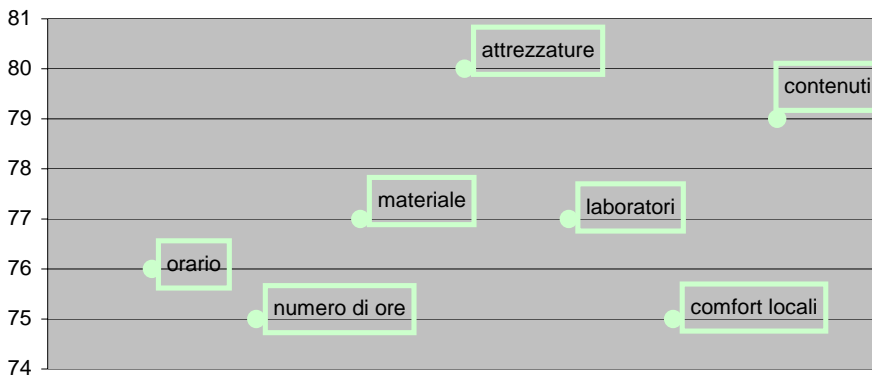 81
attrezzature
80
contenuti
79
78
materiale
laboratori
77
76
orario
numero di ore
comfort locali
75
74